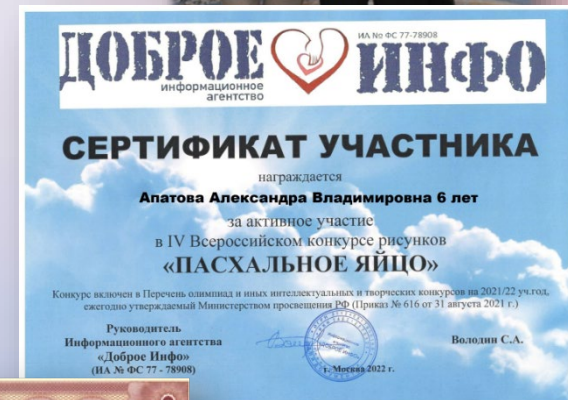 ДОБРОЕ ИНФО
ИА № ФС 77-78908
информационное
агентство
СЕРТИФИКАТ УЧАСТНИКА
награждается
Апатова Александра Владимировна 6 лет
за активное участие
в IV Всероссийском конкурсе рисунков
«ПАСХАЛЬНОЕ ЯЙЦО»
Конкурс включен в Перечень олимпиад и иных интеллектуальных и творческих конкурсов на 2021/22 уч.год,
ежегодно утверждаемый Министерством просвещения РФ (Приказ № 616 от 31 августа 2021 г.)
Руководитель
Информационного агентства
«Доброе Инфо»
(ИА № ФС 77 - 78908)
Володин С.А.
г. Москва 2022 г.